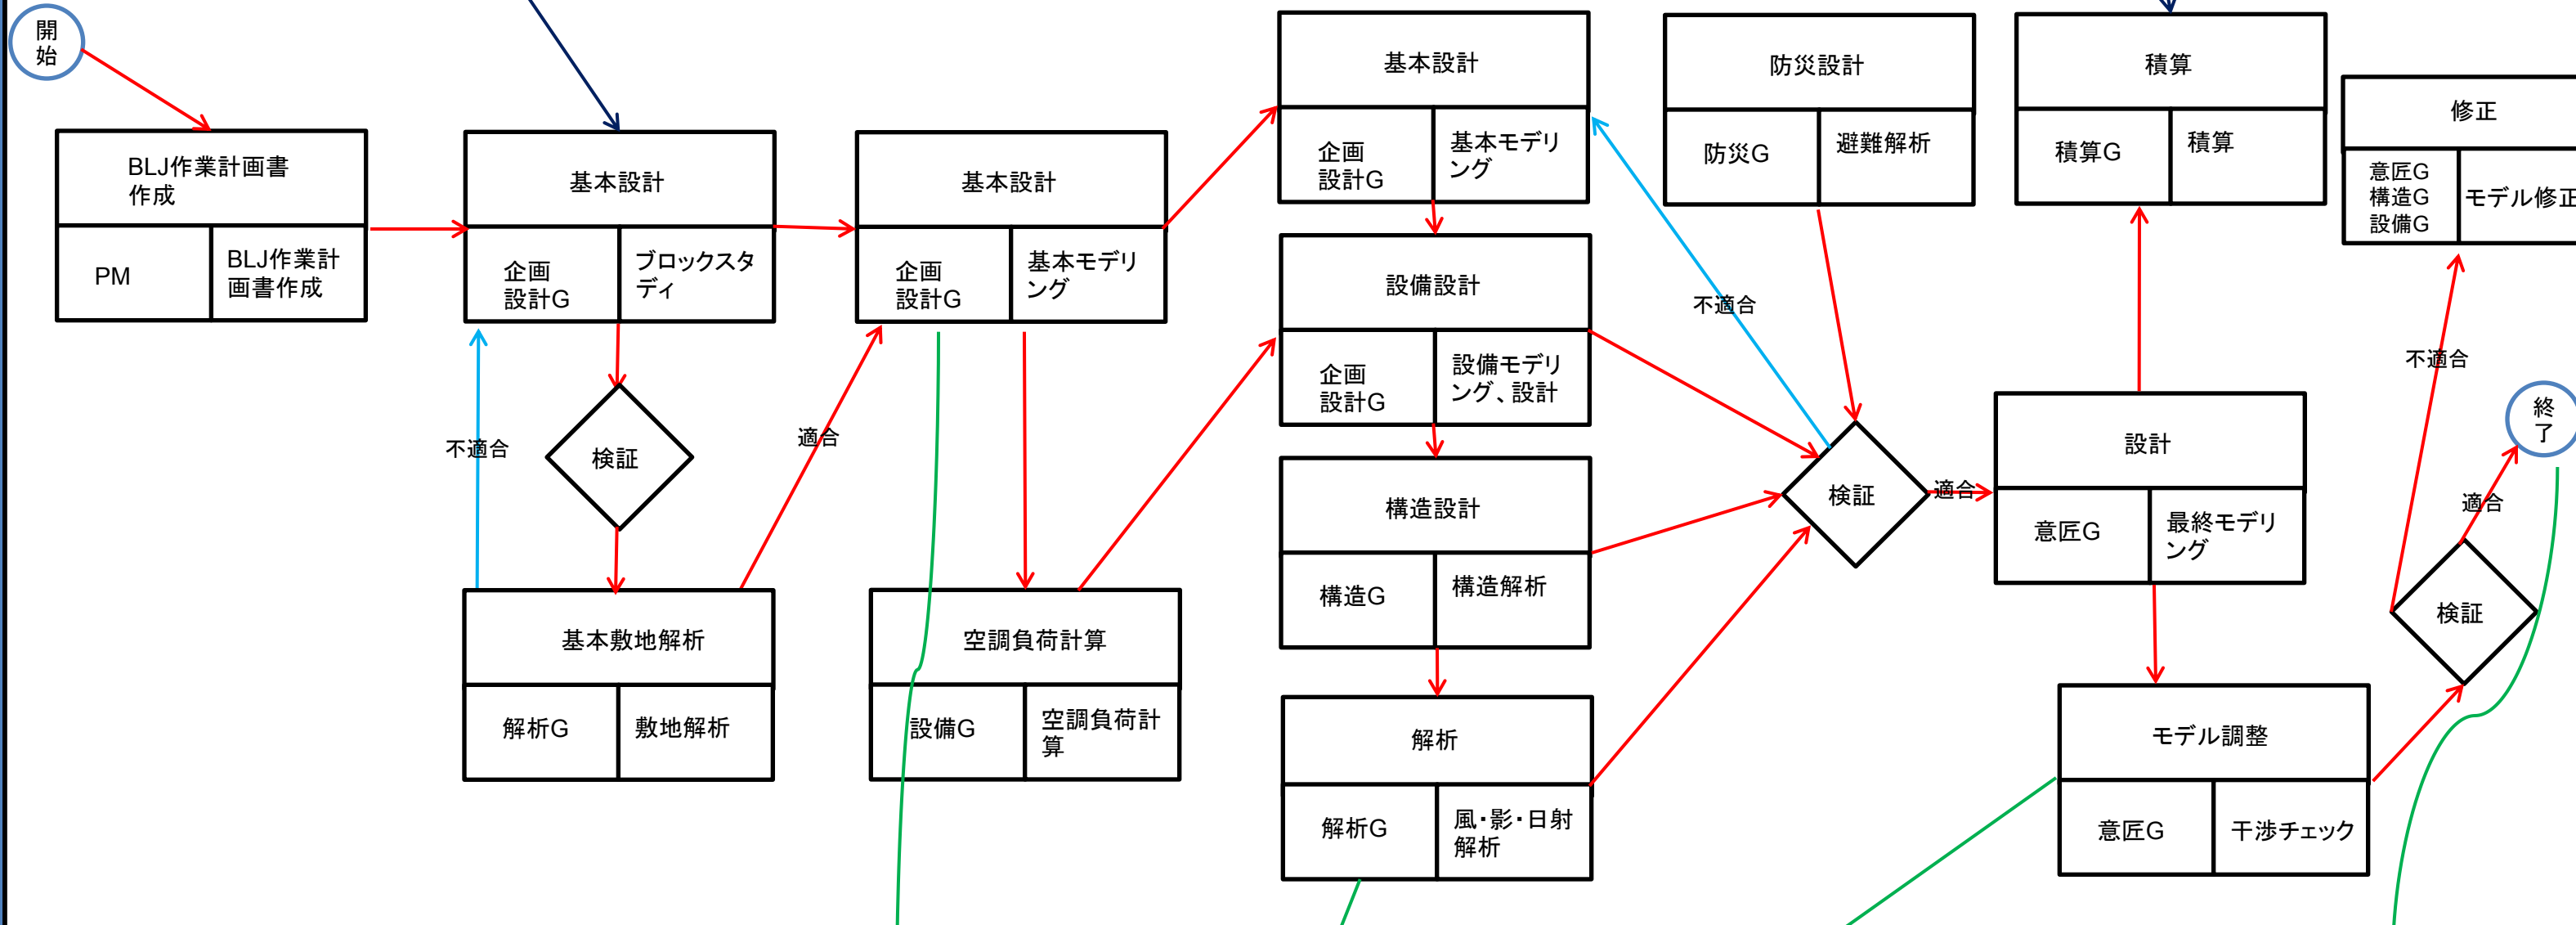 開
始
BLJ作業計画書
作成
PM
BLJ作業計
画書作成
基本設計
企画
設計G
ブロックスタ
ディ
不適合
検証
適合
基本敷地解析
解析G
敷地解析
基本設計
企画
設計G
基本モデリ
ング
空調負荷計算
設備G
空調負荷計
算
基本設計
企画
設計G
基本モデリ
ング
設備設計
企画
設計G
設備モデリ
ング、設計
構造設計
構造G
構造解析
解析
解析G
風・影・日射
解析
防災設計
防災G
避難解析
不適合
検証
適合
積算
積算G
積算
設計
意匠G
最終モデリ
ング
モデル調整
意匠G
干渉チェック
修正
意匠G
構造G
設備G
モデル修正
不適合
適合
検証
終
了